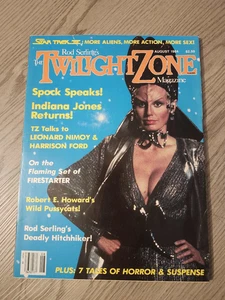 STAR TREK III: MORE ALIENS, MORE ACTION, MORE SEX!
Rod Serling's
AUGUST 1984
THE TWILIGHT ZONE
Magazine
Spock Speaks!
Indiana Jones
Returns!
TZ Talks to
LEONARD NIMOY &
HARRISON FORD
On the
Flaming Set of
FIRESTARTER
Robert E. Howard's
Wild Pussycats!
Rod Serling's
Deadly Hitchhiker!
PLUS: 7 TALES OF HORROR & SUSPENSE